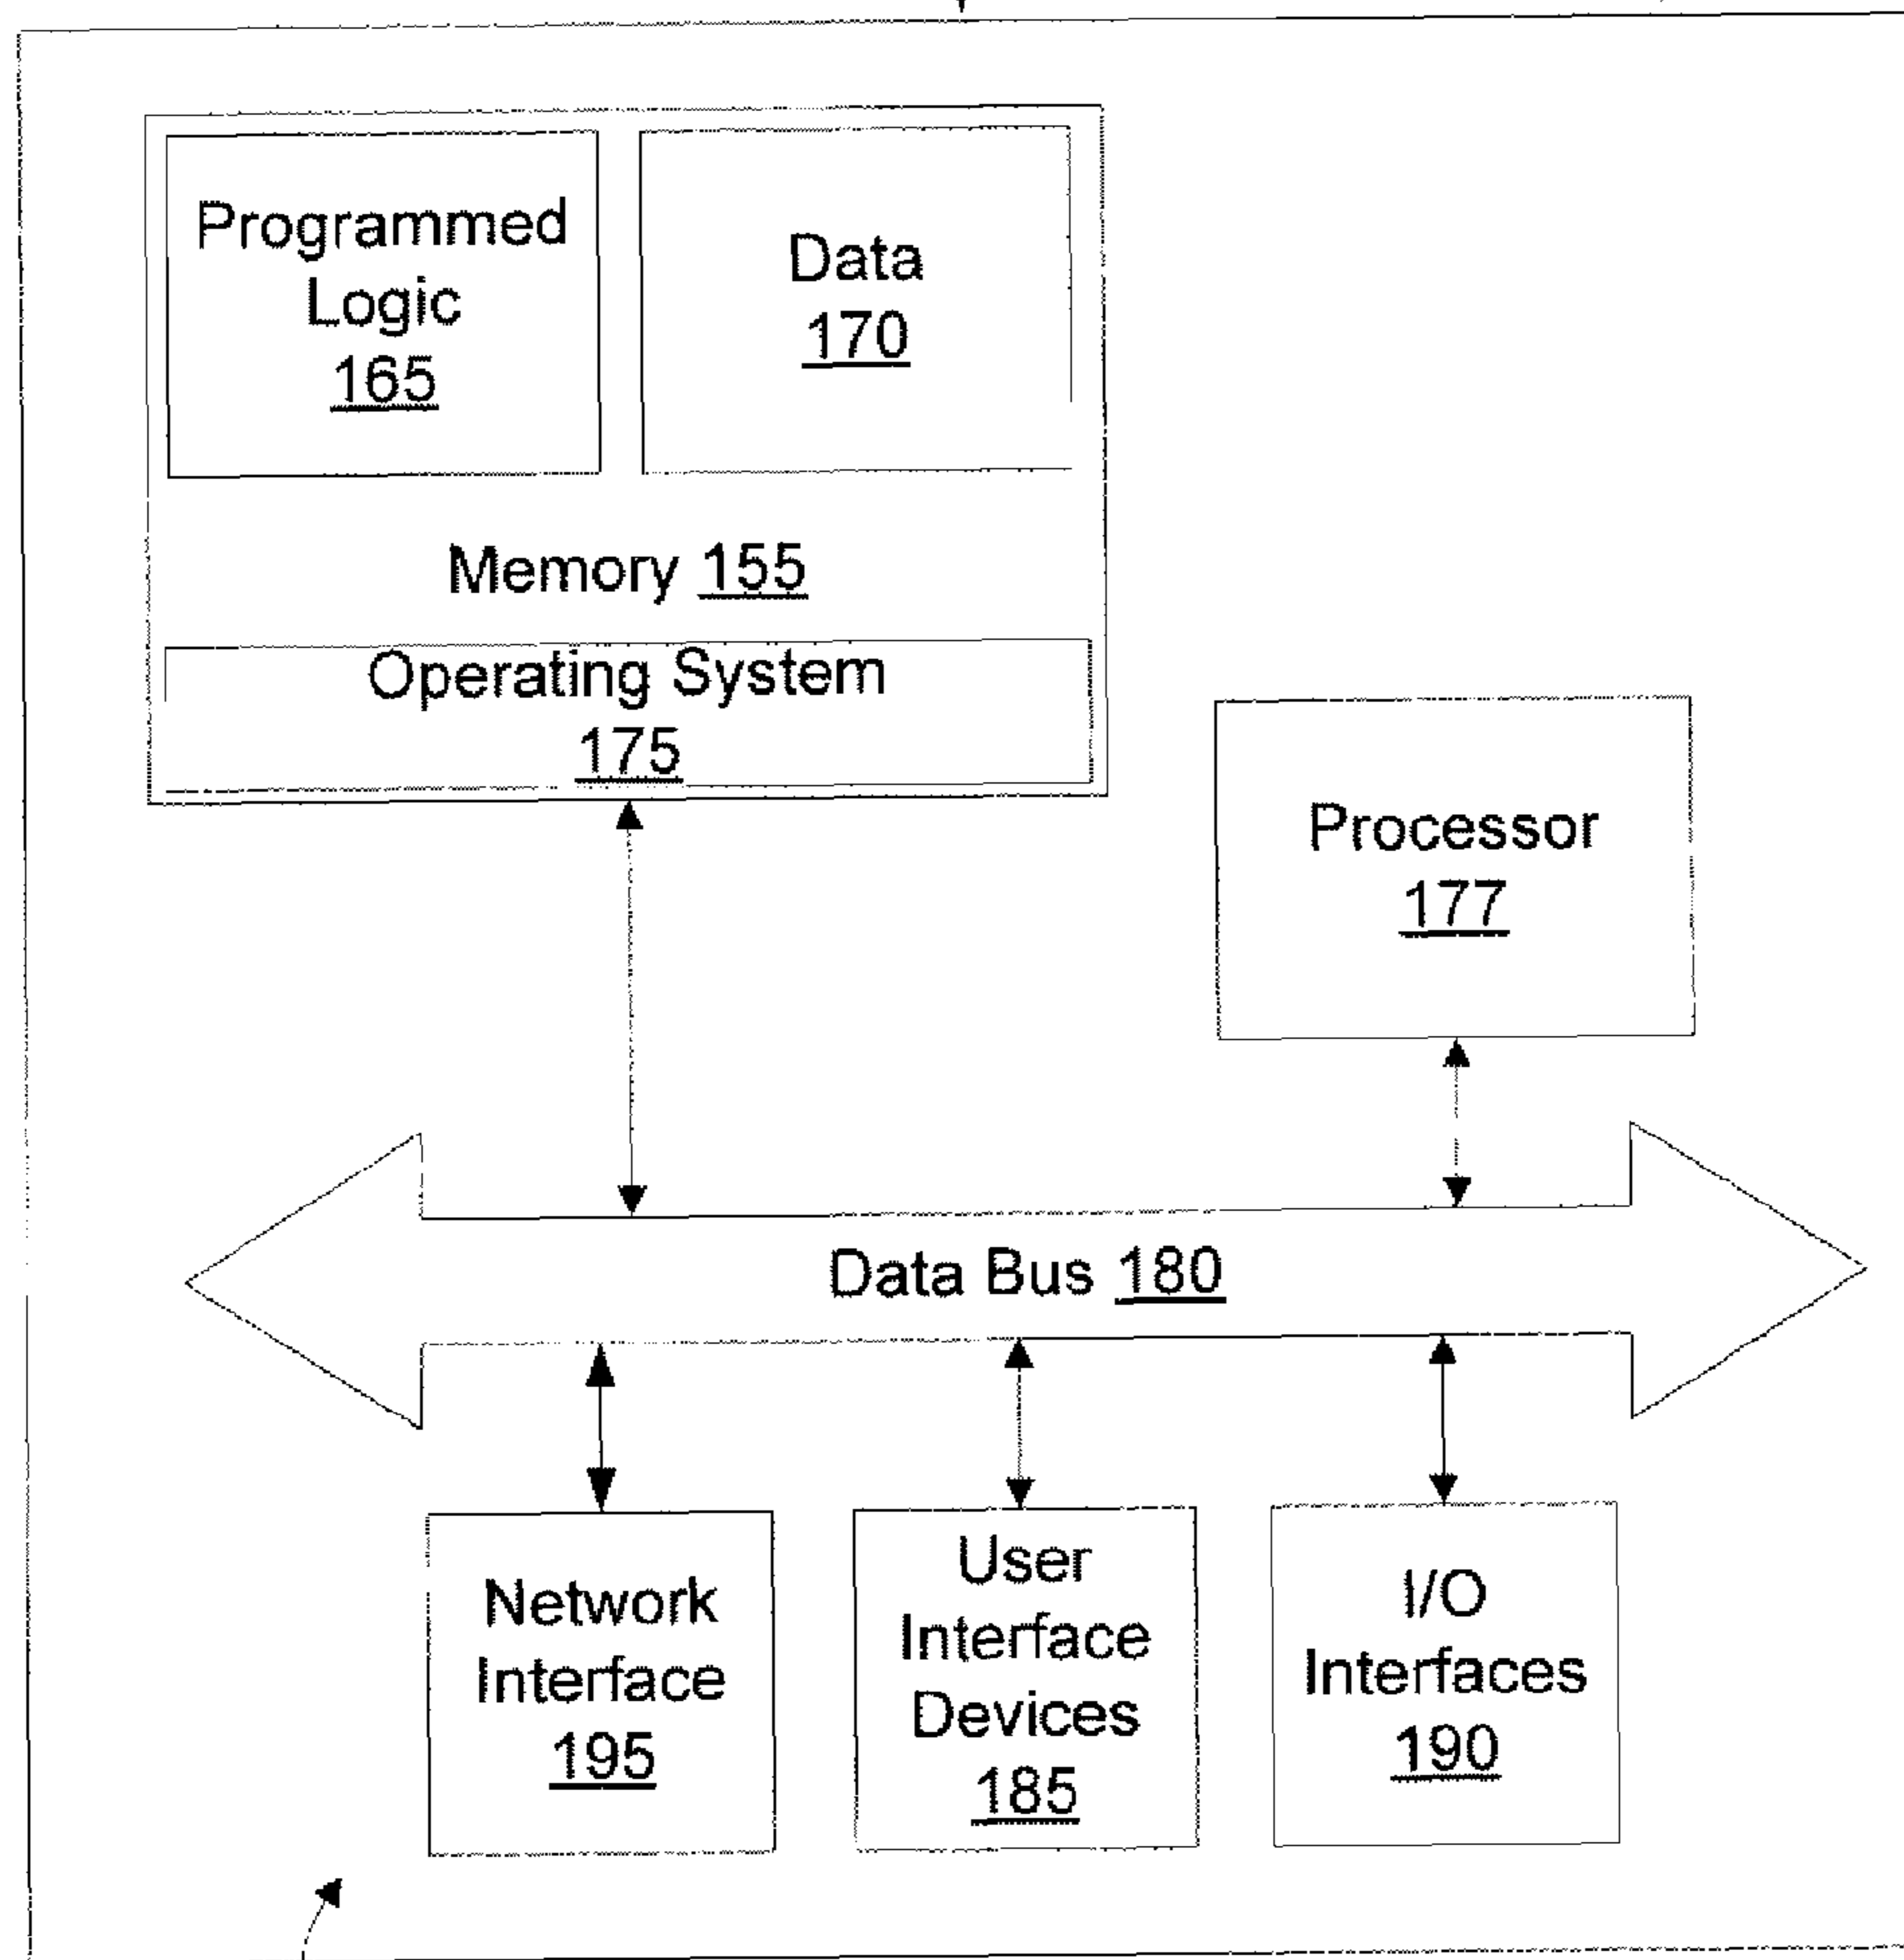 Programmed
Logic
165
Data
170
Memory 155
Operating System
175
Processor
177
Data Bus 180
Network
Interface
195
User
Interface
Devices
185
I/O
Interfaces
190